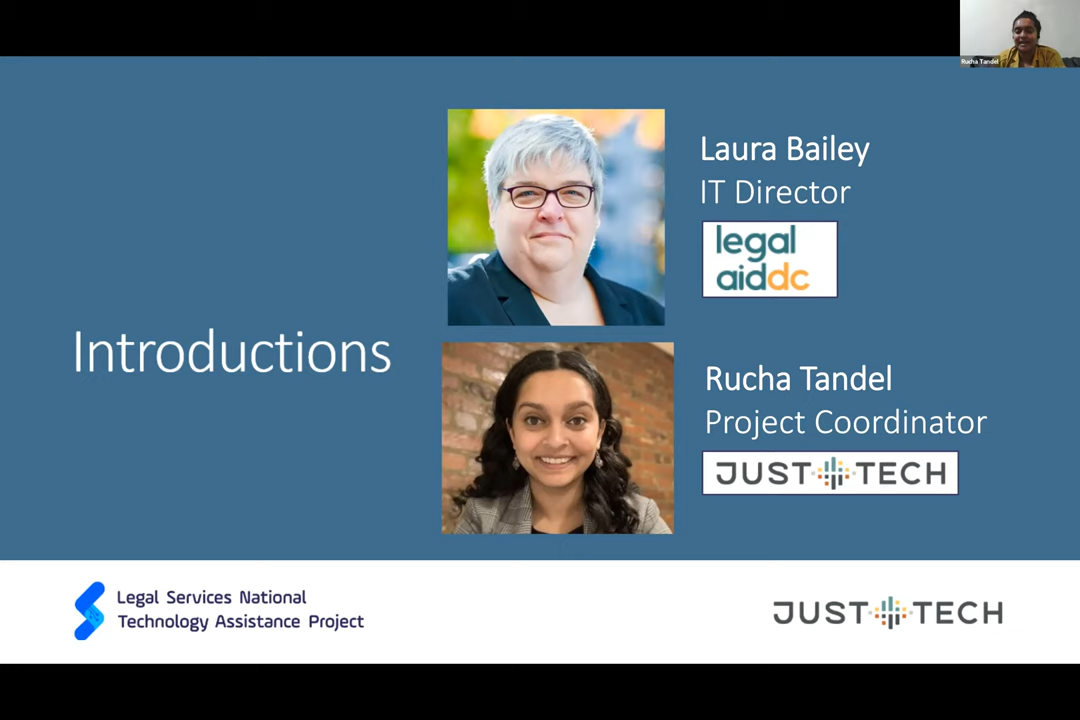 Rucha Tandel
Laura Bailey
IT Director
legal
aiddc
Introductions
Rucha Tandel
Project Coordinator
JUST TECH
Legal Services National
Technology Assistance Project
JUST TECH